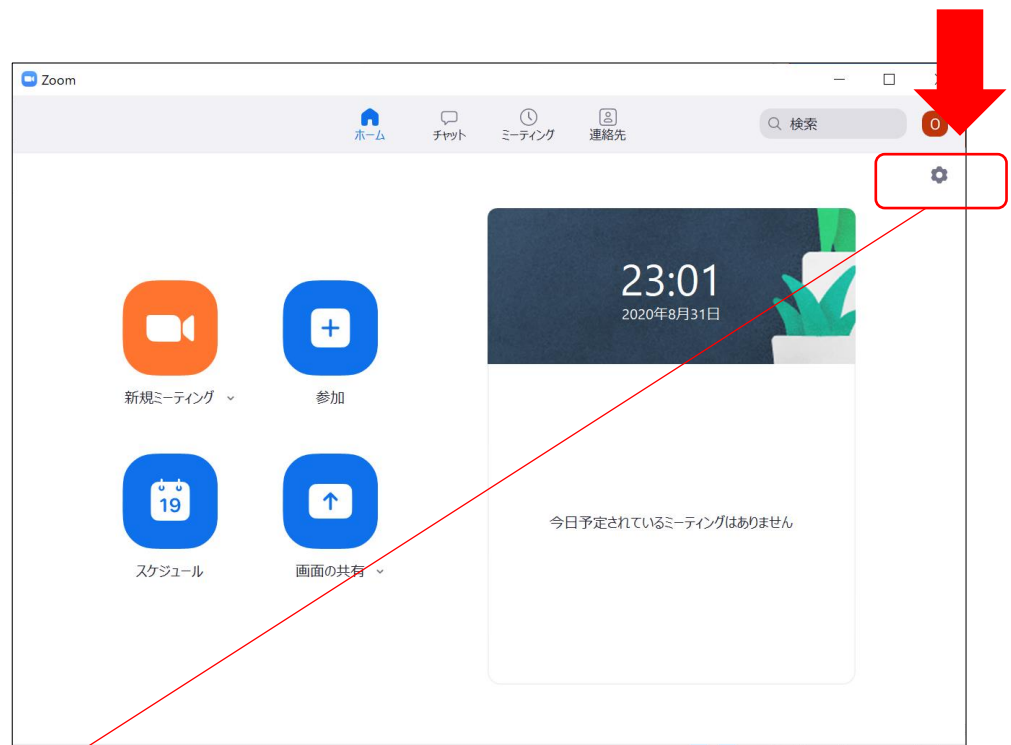 Zoom
ホーム
チャット
ミーティング
連絡先
検索
O
23:01
2020年8月31日
新規ミーティング
参加
19
スケジュール
画面の共有
今日予定されているミーティングはありません